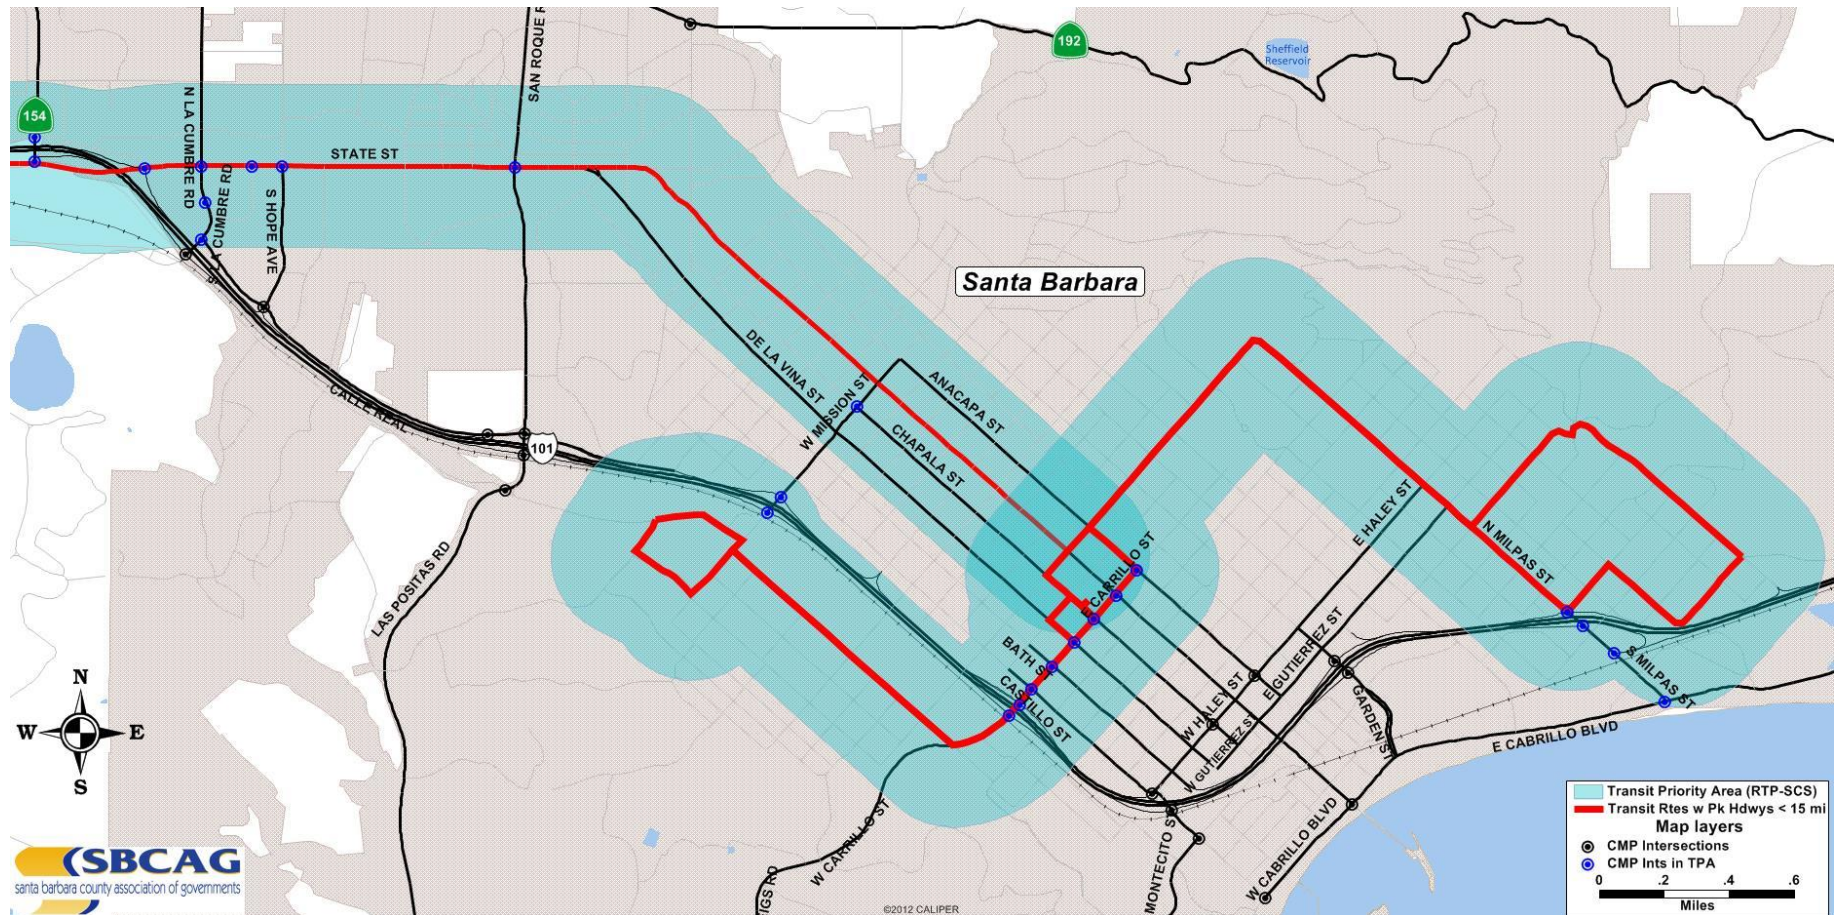 192
Sheffield
Reservoir
SAN ROQUE R
154
N LA CUMBRE RD
STATE ST
S LA CUMBRE RD
S HOPE AVE
Santa Barbara
DE LA VINA ST
W MISSION ST
ANACAPA ST
CALLE REAL
CHAPALA ST
101
E HALEY ST
N MILPAS ST
E CARRILLO ST
LAS POSITAS RD
BATH ST
E GUTIERREZ ST
CASTILLO ST
S MILPAS ST
W HALEY ST
GARDEN ST
W GUTIERREZ ST
E CABRILLO BLVD
N
W
E
S
W CARRILLO ST
MONTECITO S
W CABRILLO BLVD
IGS RD
Transit Priority Area (RTP-SCS)
Transit Rtes w Pk Hdwys < 15 mi
Map layers
CMP Intersections
CMP Ints in TPA
0 .2 .4 .6
Miles
SBCAG
santa barbara county association of governments
©2012 CALIPER